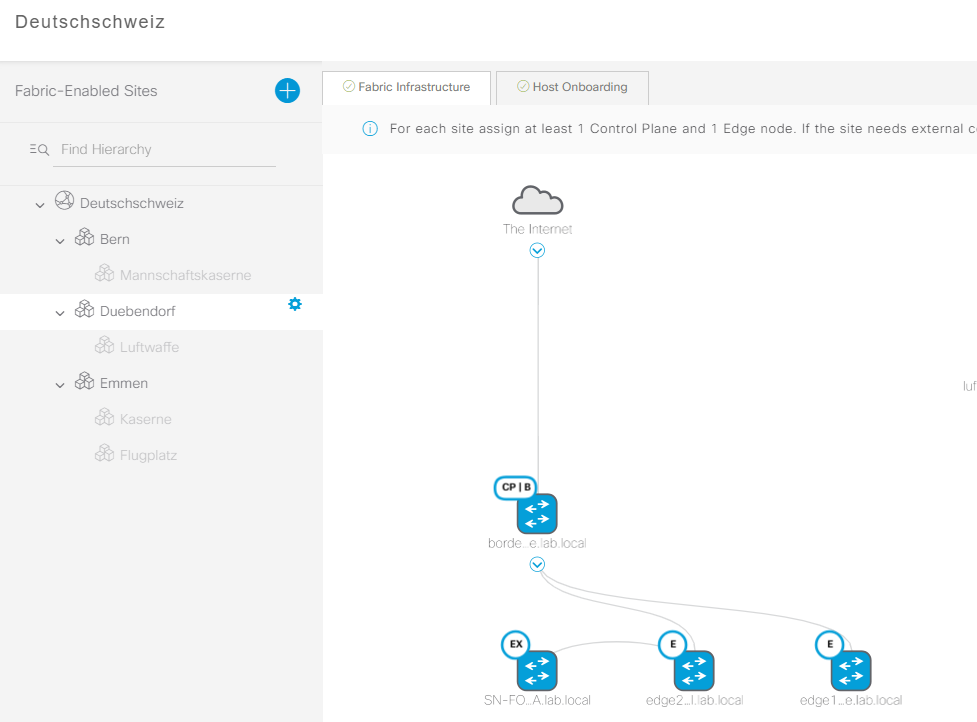 Deutschschweiz
Fabric-Enabled Sites
Fabric Infrastructure
Host Onboarding
For each site assign at least 1 Control Plane and 1 Edge node. If the site needs external c
Find Hierarchy
Deutschschweiz
Bern
Mannschaftskaserne
Duebendorf
Luftwaffe
Emmen
Kaserne
Flugplatz
The Internet
luf
CP | B
borde...e.lab.local
EX
E
E
SN-FO...A.lab.local
edge2...l.lab.local
edge1...e.lab.local